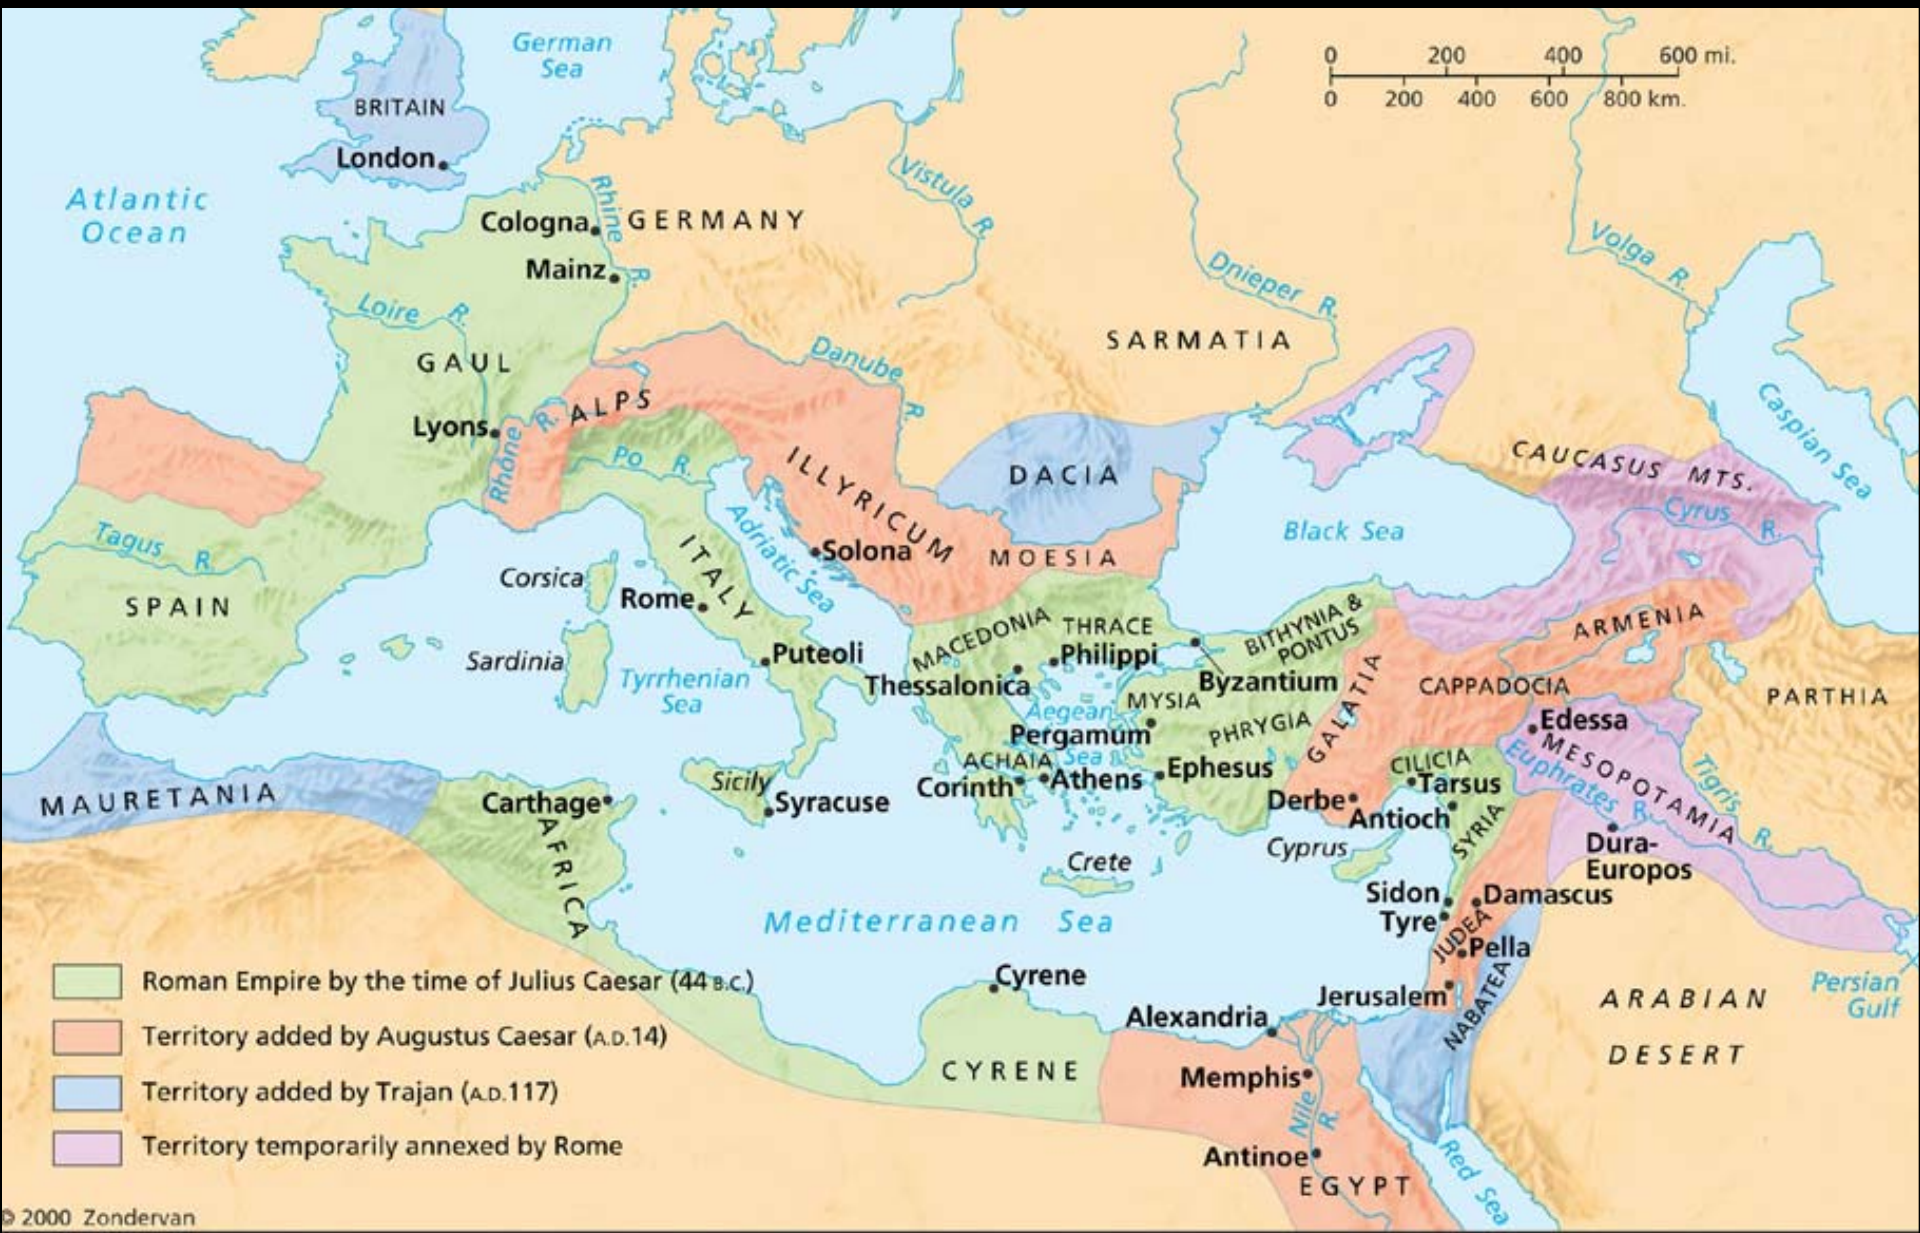 German
Sea
0 200 400 600 mi.
0 200 400 600 800 km.
BRITAIN
London
Atlantic
Ocean
Vistula R.
Rhine R.
Cologna
GERMANY
Mainz
Volga R.
Dnieper R.
Loire R.
SARMATIA
GAUL
Danube R.
ALPS
Caspian Sea
Lyons
Rhône R.
Po R.
ILLYRICUM
DACIA
CAUCASUS MTS.
Cyrus R.
Tagus R.
Adriatic Sea
Black Sea
Solona
MOESIA
Corsica
ITALY
Rome
SPAIN
MACEDONIA
THRACE
BITHYNIA &
PONTUS
ARMENIA
Sardinia
Puteoli
Philippi
Tyrrhenian
Sea
Thessalonica
Byzantium
CAPPADOCIA
PARTHIA
MYSIA
Aegean
Sea
PHRYGIA
GALATIA
Edessa
Pergamum
MESOPOTAMIA
ACHAIA
CILICIA
Euphrates R.
Tigris R.
Sicily
Corinth
Athens
Ephesus
Tarsus
MAURETANIA
Carthage
Syracuse
Derbe
Antioch
SYRIA
AFRICA
Crete
Cyprus
Dura-
Europos
Sidon
Damascus
Mediterranean Sea
Tyre
JUDEA
Pella
Cyrene
Persian
Gulf
Jerusalem
NABATEA
ARABIAN
DESERT
Alexandria
CYRENE
Memphis
Nile R.
Antinoe
EGYPT
Red Sea
Roman Empire by the time of Julius Caesar (44 B.C.)
Territory added by Augustus Caesar (A.D.14)
Territory added by Trajan (A.D.117)
Territory temporarily annexed by Rome
© 2000 Zondervan